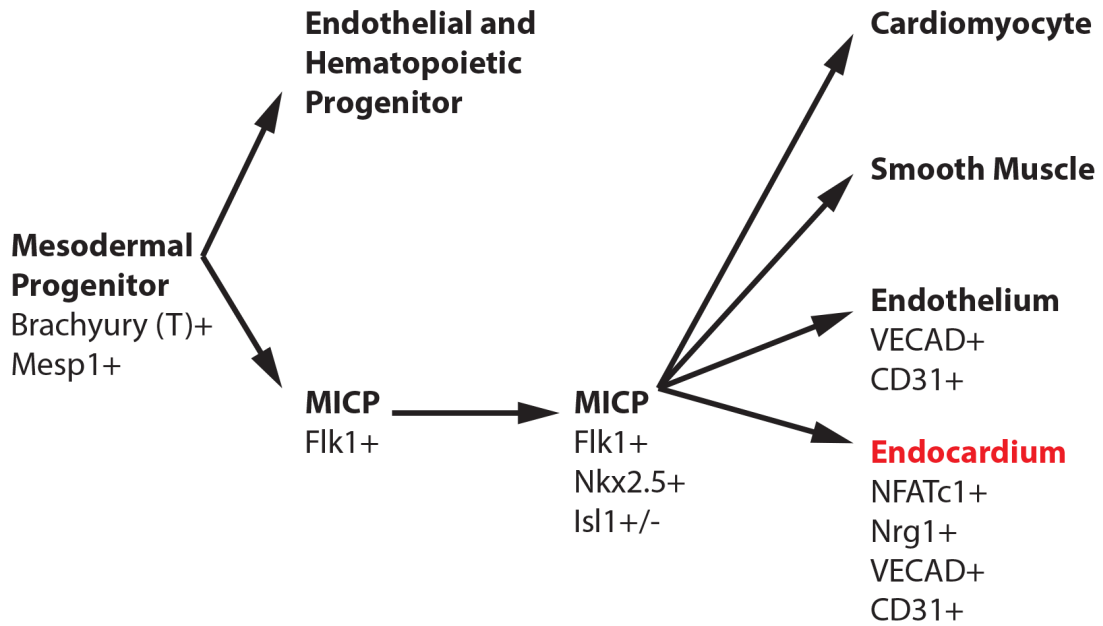 Endothelial and
Hematopoietic
Progenitor
Mesodermal
Progenitor
Brachyury (T)+
Mesp1+
MICP
Flk1+
MICP
Flk1+
Nkx2.5+
Isl1+/-
Cardiomyocyte
Smooth Muscle
Endothelium
VECAD+
CD31+
Endocardium
NFATc1+
Nrg1+
VECAD+
CD31+